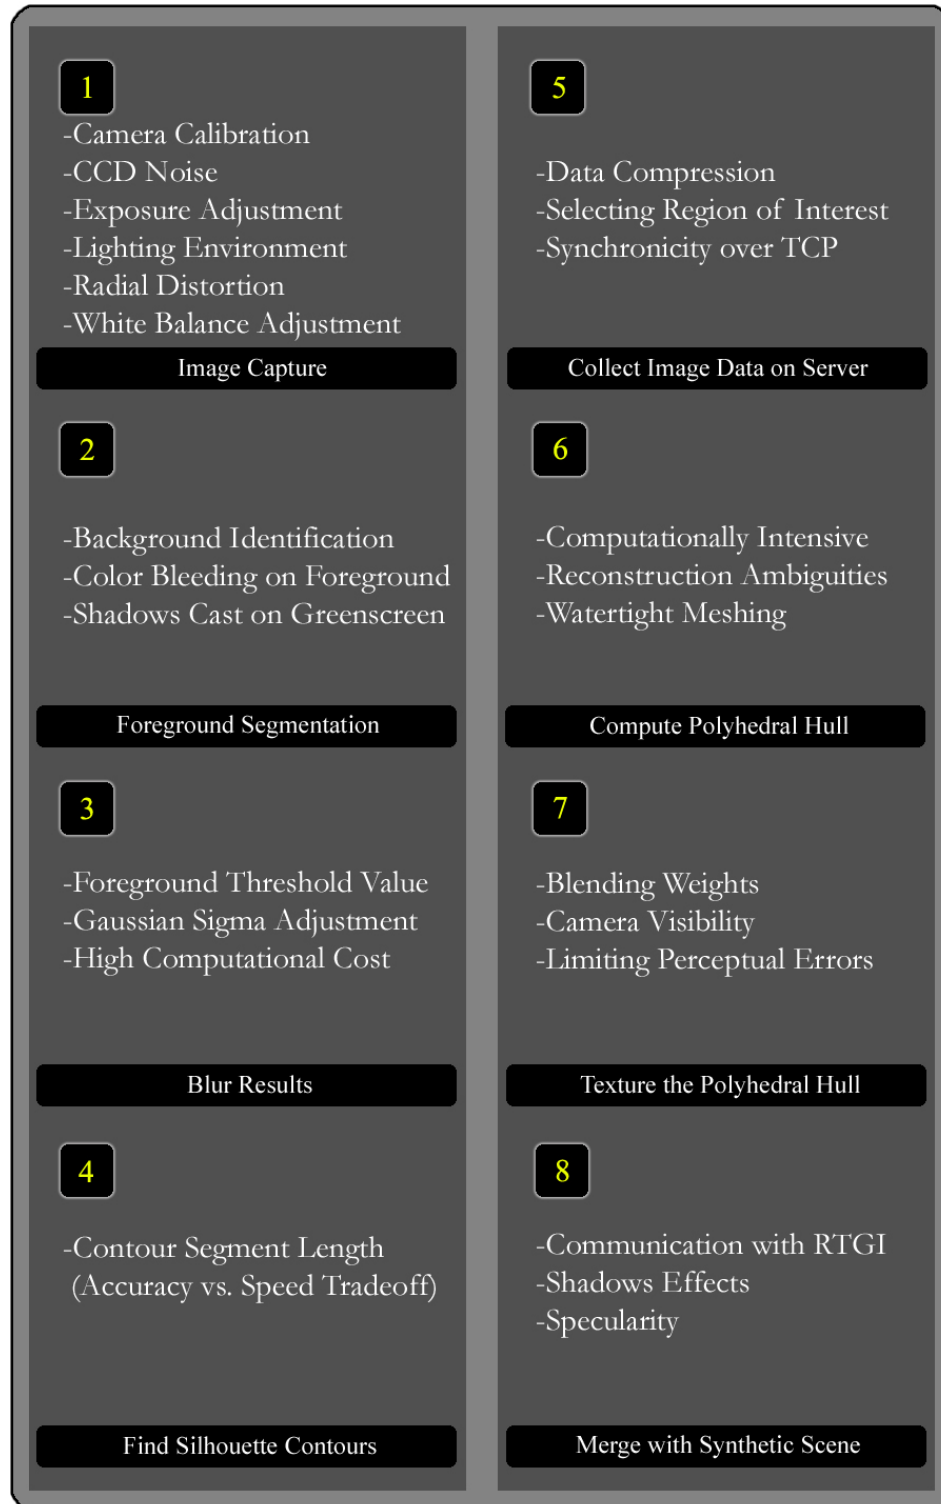 1
-Camera Calibration
-CCD Noise
-Exposure Adjustment
-Lighting Environment
-Radial Distortion
-White Balance Adjustment
Image Capture
2
-Background Identification
-Color Bleeding on Foreground
-Shadows Cast on Greenscreen
Foreground Segmentation
3
-Foreground Threshold Value
-Gaussian Sigma Adjustment
-High Computational Cost
Blur Results
4
-Contour Segment Length
(Accuracy vs. Speed Tradeoff)
Find Silhouette Contours
5
-Data Compression
-Selecting Region of Interest
-Synchronicity over TCP
Collect Image Data on Server
6
-Computationally Intensive
-Reconstruction Ambiguities
-Watertight Meshing
Compute Polyhedral Hull
7
-Blending Weights
-Camera Visibility
-Limiting Perceptual Errors
Texture the Polyhedral Hull
8
-Communication with RTGI
-Shadows Effects
-Specularity
Merge with Synthetic Scene